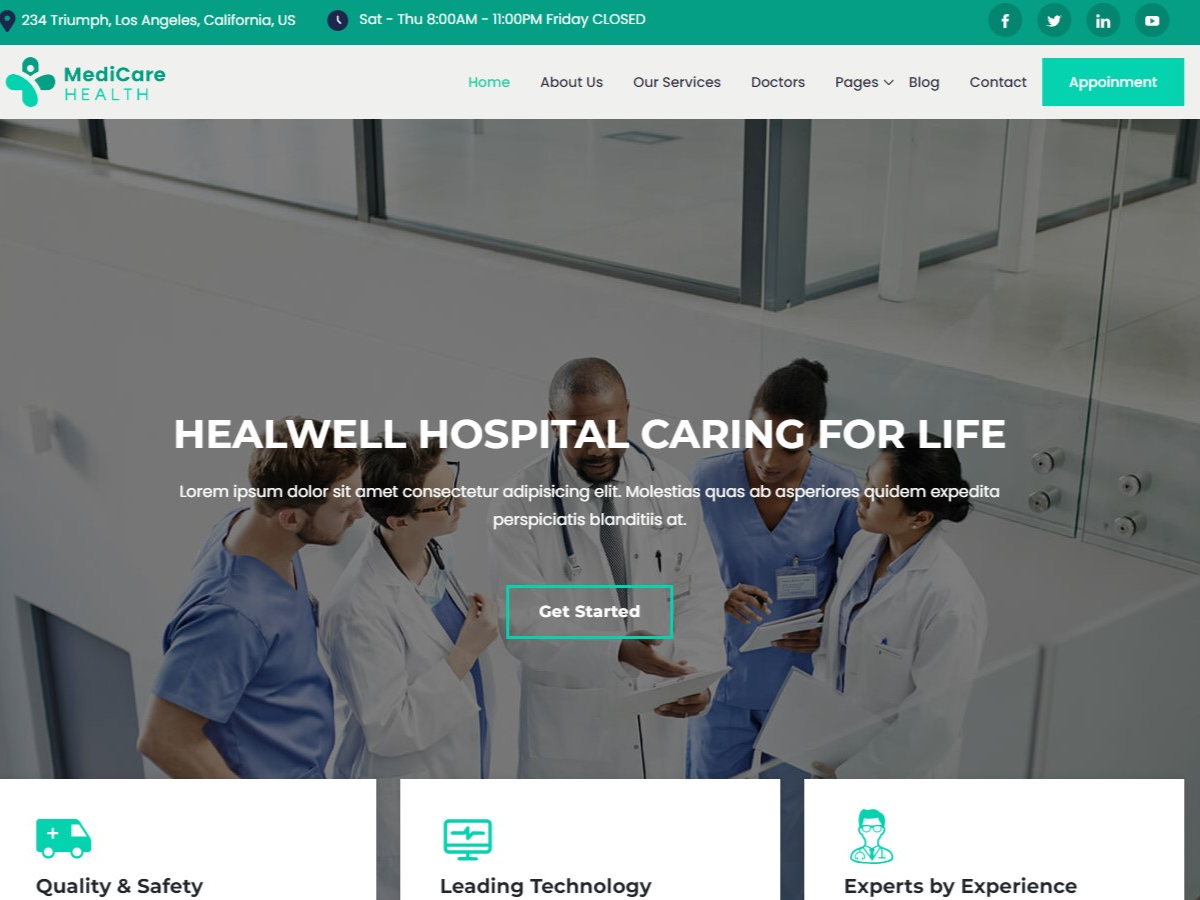 234 Triumph, Los Angeles, California, US
Sat - Thu 8:00AM - 11:00PM Friday CLOSED
MediCare
HEALTH
Home
About Us
Our Services
Doctors
Pages
Blog
Contact
Appoinment
HEALWELL HOSPITAL CARING FOR LIFE
Lorem ipsum dolor sit amet consectetur adipisicing elit. Molestias quas ab asperiores quidem expedita
perspiciatis blanditiis at.
Get Started
Quality & Safety
Leading Technology
Experts by Experience